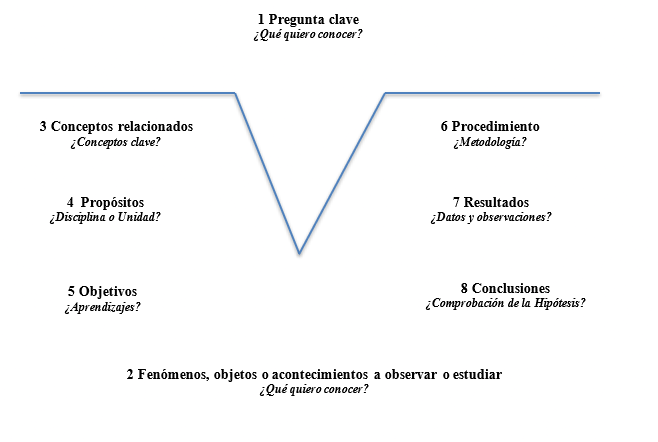 1 Pregunta clave
¿Qué quiero conocer?
3 Conceptos relacionados
¿Conceptos clave?
4 Propósitos
¿Disciplina o Unidad?
5 Objetivos
¿Aprendizajes?
6 Procedimiento
¿Metodología?
7 Resultados
¿Datos y observaciones?
8 Conclusiones
¿Comprobación de la Hipótesis?
2 Fenómenos, objetos o acontecimientos a observar o estudiar
¿Qué quiero conocer?